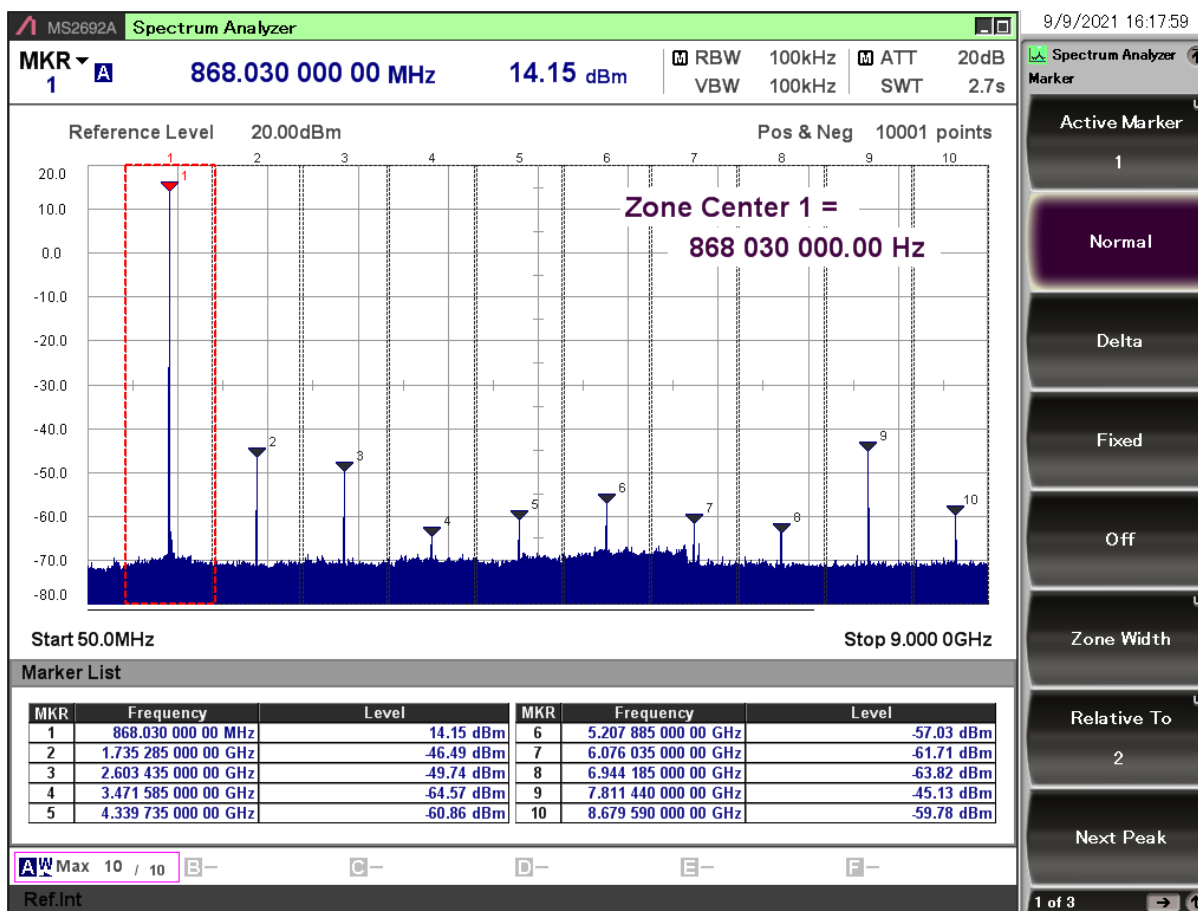 MS2692A Spectrum Analyzer
9/9/2021 16:17:59
MKR 1 A 868.030 000 00 MHz 14.15 dBm
M RBW 100kHz M ATT 20dB
VBW 100kHz SWT 2.7s
Reference Level 20.00dBm Pos & Neg 10001 points
1 2 3 4 5 6 7 8 9 10
20.0
10.0
0.0
-10.0
-20.0
-30.0
-40.0
-50.0
-60.0
-70.0
-80.0
Zone Center 1 =
868 030 000.00 Hz
1
2
3
4
5
6
7
8
9
10
Start 50.0MHz Stop 9.000 0GHz
Marker List
MKR Frequency Level MKR Frequency Level
1 868.030 000 00 MHz 14.15 dBm 6 5.207 885 000 00 GHz -57.03 dBm
2 1.735 285 000 00 GHz -46.49 dBm 7 6.076 035 000 00 GHz -61.71 dBm
3 2.603 435 000 00 GHz -49.74 dBm 8 6.944 185 000 00 GHz -63.82 dBm
4 3.471 585 000 00 GHz -64.57 dBm 9 7.811 440 000 00 GHz -45.13 dBm
5 4.339 735 000 00 GHz -60.86 dBm 10 8.679 590 000 00 GHz -59.78 dBm
A W Max 10 / 10 B – C – D – E – F –
Ref.Int
Spectrum Analyzer
Marker
Active Marker
1
Normal
Delta
Fixed
Off
Zone Width
Relative To
2
Next Peak
1 of 3